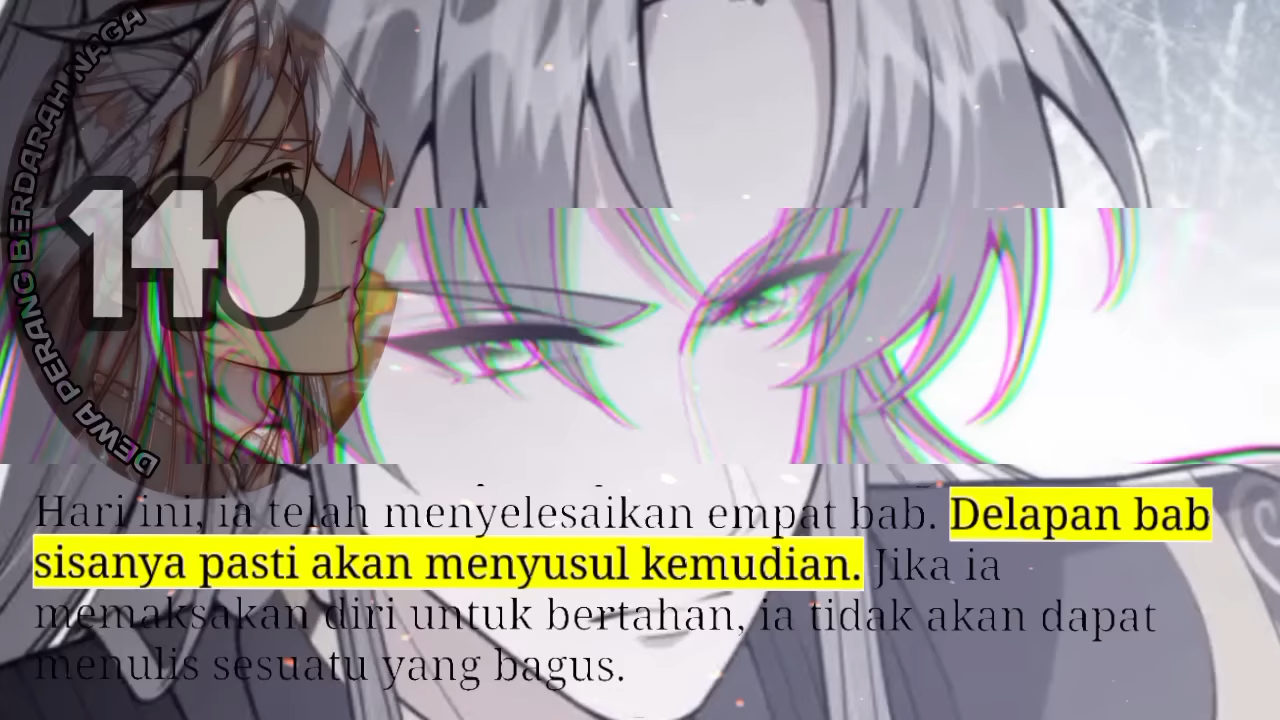 DEWA PERANG BERDARAH NAGA
140
Hari ini, ia telah menyelesaikan empat bab. Delapan bab
sisanya pasti akan menyusul kemudian. Jika ia
memaksakan diri untuk bertahan, ia tidak akan dapat
menulis sesuatu yang bagus.